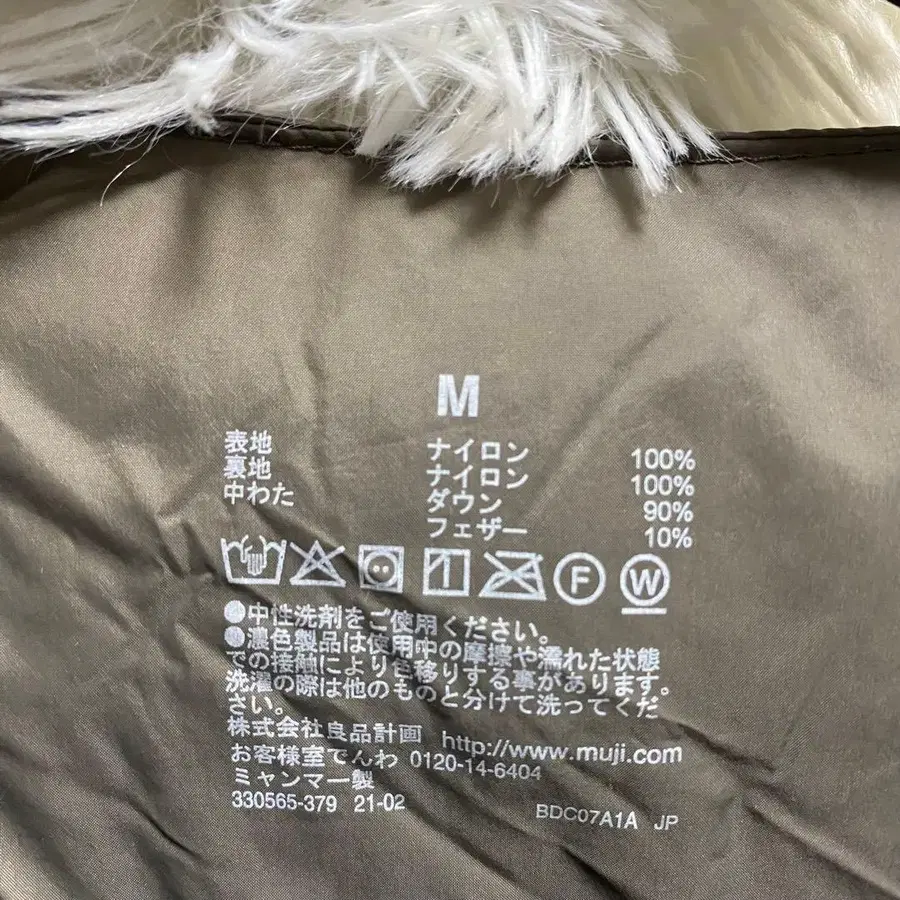 M
表地 ナイロン 100%
裏地 ナイロン 100%
中わた ダウン 90%
フェザー 10%
F W
●中性洗剤をご使用ください。
●濃色製品は使用中の摩擦や濡れた状態
での接触により色移りする事があります。
洗濯の際は他のものと分けて洗ってくだ
さい。
株式会社良品計画 http://www.muji.com
お客様室でんわ 0120-14-6404
ミャンマー製
330565-379 21-02 BDC07A1A JP